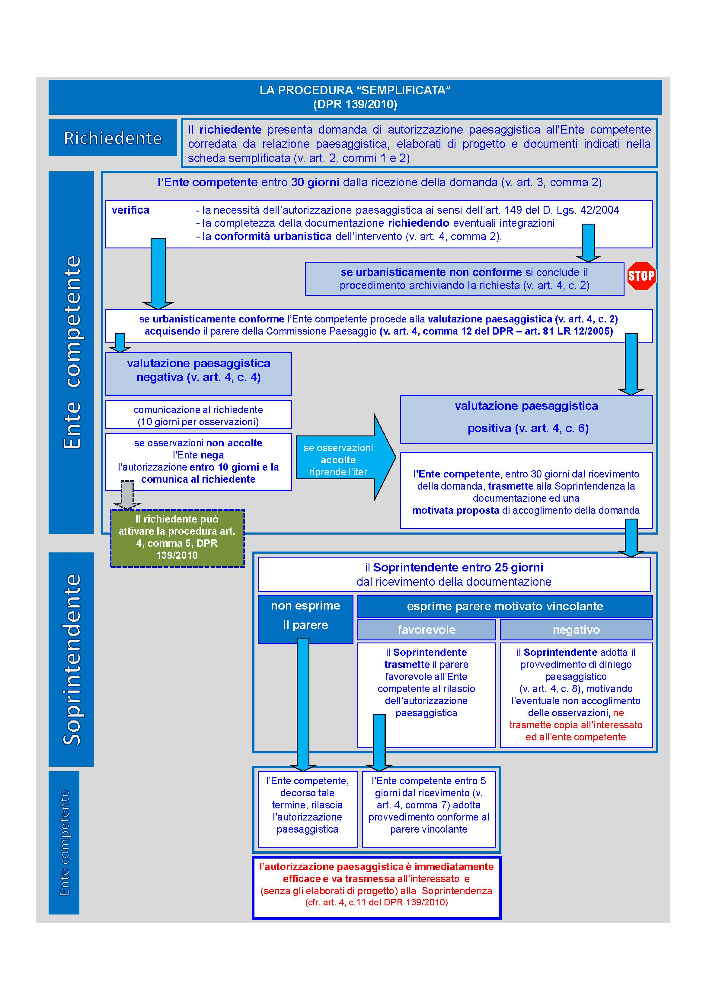 LA PROCEDURA “SEMPLIFICATA”
(DPR 139/2010)
Richiedente
Il richiedente presenta domanda di autorizzazione paesaggistica all’Ente competente
corredata da relazione paesaggistica, elaborati di progetto e documenti indicati nella
scheda semplificata (v. art. 2, commi 1 e 2)
Ente competente
l’Ente competente entro 30 giorni dalla ricezione della domanda (v. art. 3, comma 2)
verifica - la necessità dell’autorizzazione paesaggistica ai sensi dell’art. 149 del D. Lgs. 42/2004
- la completezza della documentazione richiedendo eventuali integrazioni
- la conformità urbanistica dell’intervento (v. art. 4, comma 2).
se urbanisticamente non conforme si conclude il
procedimento archiviando la richiesta (v. art. 4, c. 2)
STOP
se urbanisticamente conforme l’Ente competente procede alla valutazione paesaggistica (v. art. 4, c. 2)
acquisendo il parere della Commissione Paesaggio (v. art. 4, comma 12 del DPR – art. 81 LR 12/2005)
valutazione paesaggistica
negativa (v. art. 4, c. 4)
comunicazione al richiedente
(10 giorni per osservazioni)
se osservazioni non accolte
l’Ente nega
l’autorizzazione entro 10 giorni e la
comunica al richiedente
se osservazioni
accolte
riprende l’iter
valutazione paesaggistica
positiva (v. art. 4, c. 6)
l’Ente competente, entro 30 giorni dal ricevimento
della domanda, trasmette alla Soprintendenza la
documentazione ed una
motivata proposta di accoglimento della domanda
Il richiedente può
attivare la procedura art.
4, comma 5, DPR
139/2010
Soprintendente
il Soprintendente entro 25 giorni
dal ricevimento della documentazione
non esprime
il parere
esprime parere motivato vincolante
favorevole
negativo
il Soprintendente
trasmette il parere
favorevole all’Ente
competente al rilascio
dell’autorizzazione
paesaggistica
il Soprintendente adotta il
provvedimento di diniego
paesaggistico
(v. art. 4, c. 8), motivando
l’eventuale non accoglimento
delle osservazioni, ne
trasmette copia all’interessato
ed all’ente competente
Ente competente
l’Ente competente,
decorso tale
termine, rilascia
l’autorizzazione
paesaggistica
l’Ente competente entro 5
giorni dal ricevimento (v.
art. 4, comma 7) adotta
provvedimento conforme al
parere vincolante
l’autorizzazione paesaggistica è immediatamente
efficace e va trasmessa all’interessato e
(senza gli elaborati di progetto) alla Soprintendenza
(cfr. art. 4, c.11 del DPR 139/2010)